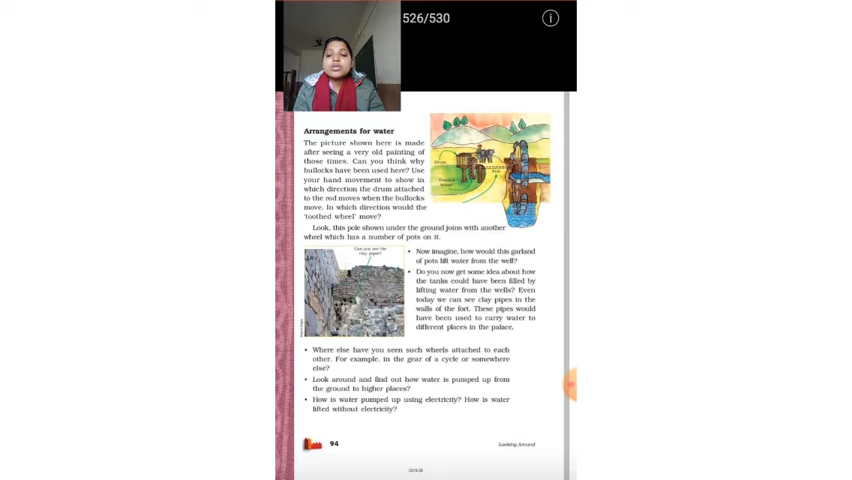 526/530
Arrangements for water
The picture shown here is made
after seeing a very old painting of
those times. Can you think why
bullocks have been used here? Use
your hand movement to show in
which direction the drum attached
to the rod moves when the bullocks
move. In which direction would the
'toothed wheel' move?
Drum
Look, this pole shown under the ground joins with another
wheel which has a number of pots on it.
Can you see the
clay pipes?
• Now imagine, how would this garland
of pots lift water from the well?
• Do you now get some idea about how
the tanks could have been filled by
lifting water from the wells? Even
today we can see clay pipes in the
walls of the fort. These pipes would
have been used to carry water to
different places in the palace.
• Where else have you seen such wheels attached to each
other. For example, in the gear of a cycle or somewhere
else?
• Look around and find out how water is pumped up from
the ground to higher places?
• How is water pumped up using electricity? How is water
lifted without electricity?
94
Looking Around